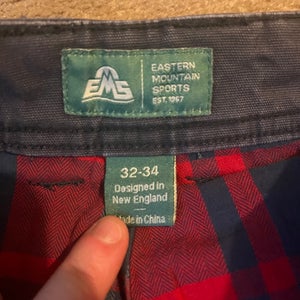 EMS
EASTERN
MOUNTAIN
SPORTS
EST. 1967
32-34
Designed in
New England
Made in China